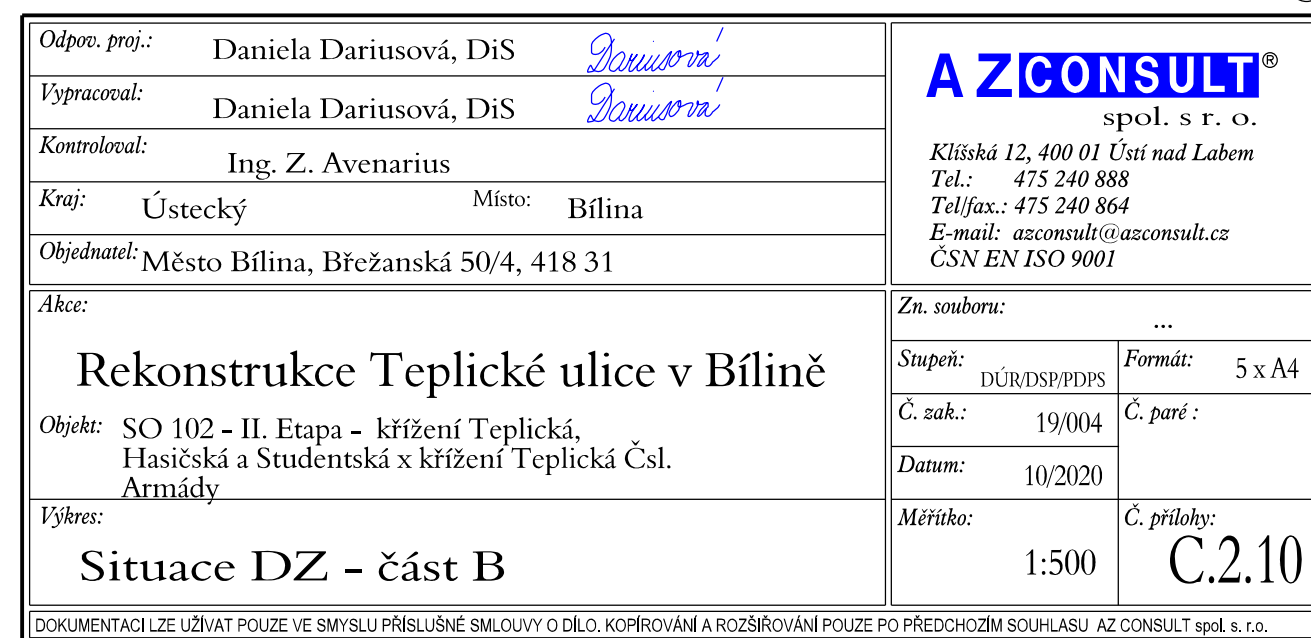 Odpov. proj.: Daniela Dariusová, DiS Dariusová
Vypracoval: Daniela Dariusová, DiS Dariusová
Kontroloval: Ing. Z. Avenarius
Kraj: Ústecký Místo: Bílina
Objednatel: Město Bílina, Břežanská 50/4, 418 31
AZ CONSULT®
spol. s r. o.
Klíšská 12, 400 01 Ústí nad Labem
Tel.: 475 240 888
Tel/fax.: 475 240 864
E-mail: azconsult@azconsult.cz
ČSN EN ISO 9001
Akce:
Rekonstrukce Teplické ulice v Bílině
Objekt: SO 102 - II. Etapa - křížení Teplická,
Hasičská a Studentská x křížení Teplická Čsl.
Armády
Výkres:
Situace DZ - část B
Zn. souboru: ...
Stupeň: DÚR/DSP/PDPS Formát: 5 x A4
Č. zak.: 19/004 Č. paré :
Datum: 10/2020
Měřítko: 1:500 Č. přílohy: C.2.10
DOKUMENTACI LZE UŽÍVAT POUZE VE SMYSLU PŘÍSLUŠNÉ SMLOUVY O DÍLO. KOPÍROVÁNÍ A ROZŠIŘOVÁNÍ POUZE PO PŘEDCHOZÍM SOUHLASU AZ CONSULT spol. s. r.o.